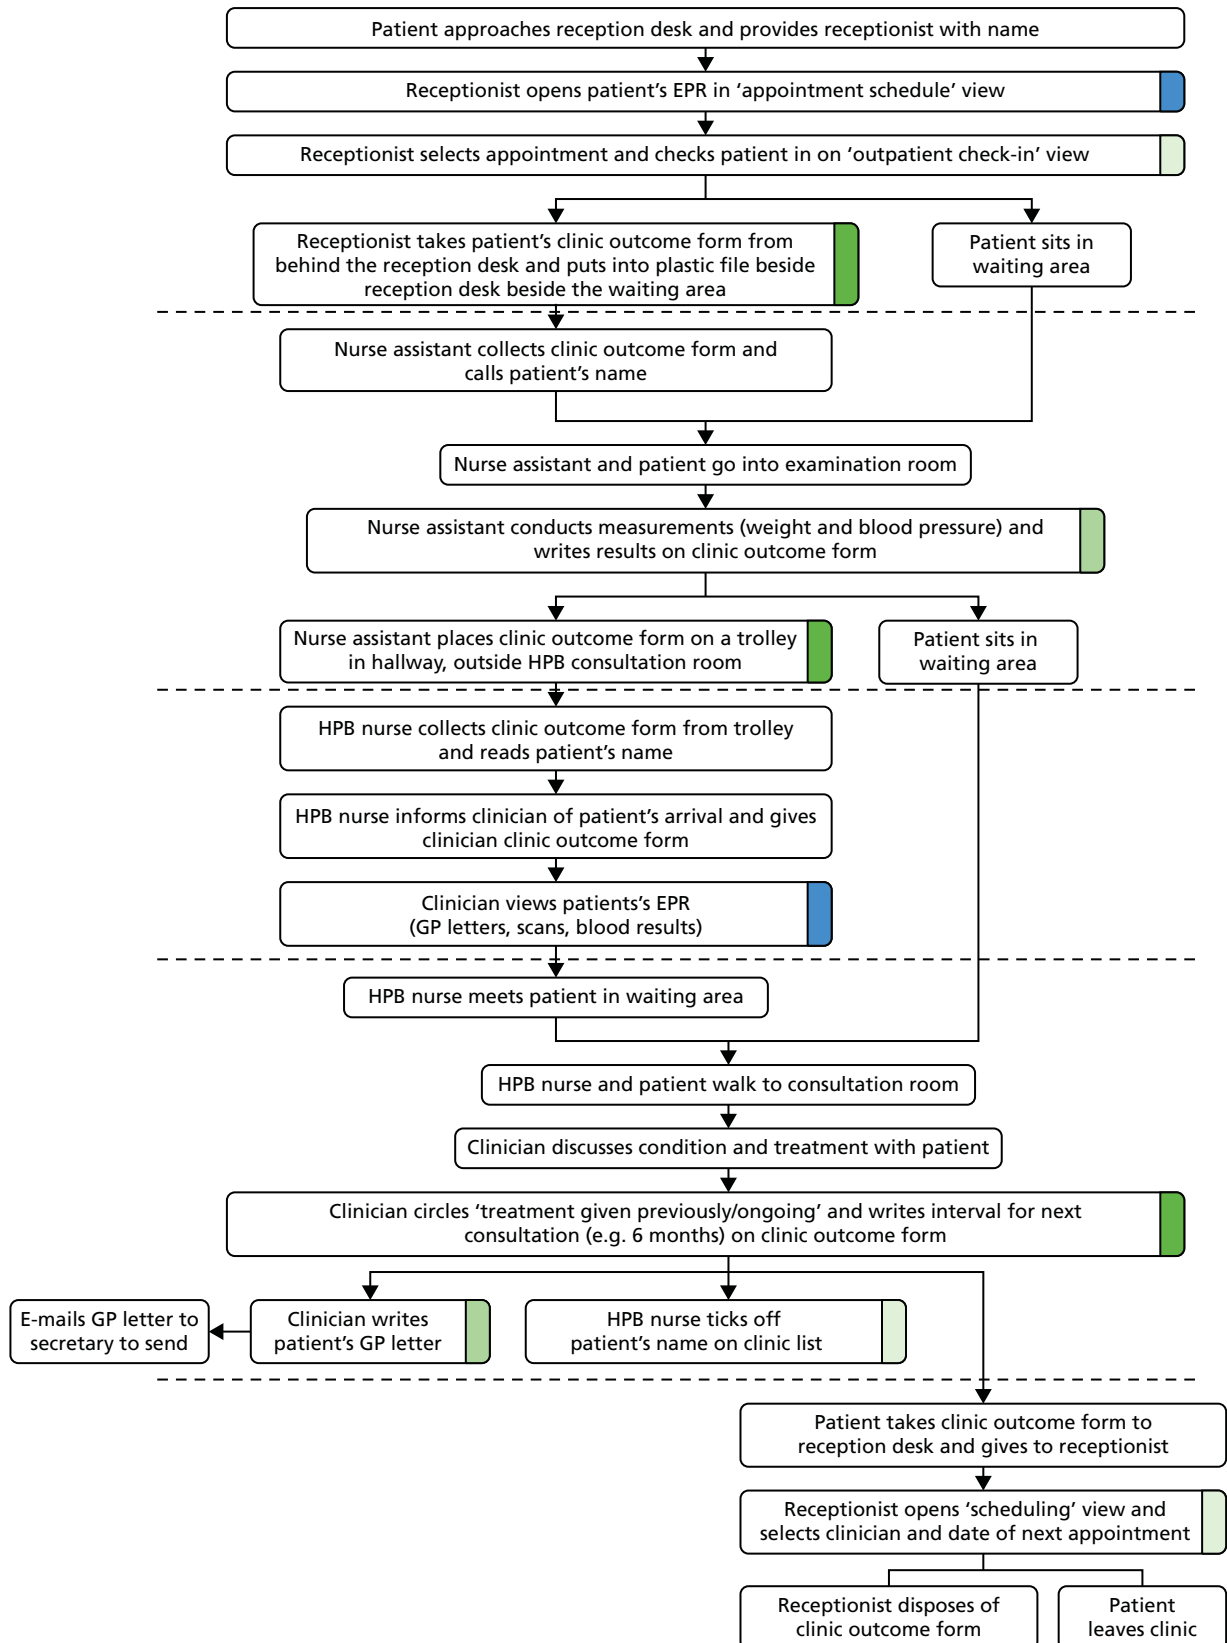 Patient approaches reception desk and provides receptionist with name
Receptionist opens patient’s EPR in ‘appointment schedule’ view
Receptionist selects appointment and checks patient in on ‘outpatient check-in’ view
Receptionist takes patient’s clinic outcome form from
behind the reception desk and puts into plastic file beside
reception desk beside the waiting area
Patient sits in
waiting area
Nurse assistant collects clinic outcome form and
calls patient’s name
Nurse assistant and patient go into examination room
Nurse assistant conducts measurements (weight and blood pressure) and
writes results on clinic outcome form
Nurse assistant places clinic outcome form on a trolley
in hallway, outside HPB consultation room
Patient sits in
waiting area
HPB nurse collects clinic outcome form from trolley
and reads patient’s name
HPB nurse informs clinician of patient’s arrival and gives
clinician clinic outcome form
Clinician views patients’s EPR
(GP letters, scans, blood results)
HPB nurse meets patient in waiting area
HPB nurse and patient walk to consultation room
Clinician discusses condition and treatment with patient
Clinician circles ‘treatment given previously/ongoing’ and writes interval for next
consultation (e.g. 6 months) on clinic outcome form
E-mails GP letter to
secretary to send
Clinician writes
patient’s GP letter
HPB nurse ticks off
patient’s name on clinic list
Patient takes clinic outcome form to
reception desk and gives to receptionist
Receptionist opens ‘scheduling’ view and
selects clinician and date of next appointment
Receptionist disposes of
clinic outcome form
Patient
leaves clinic